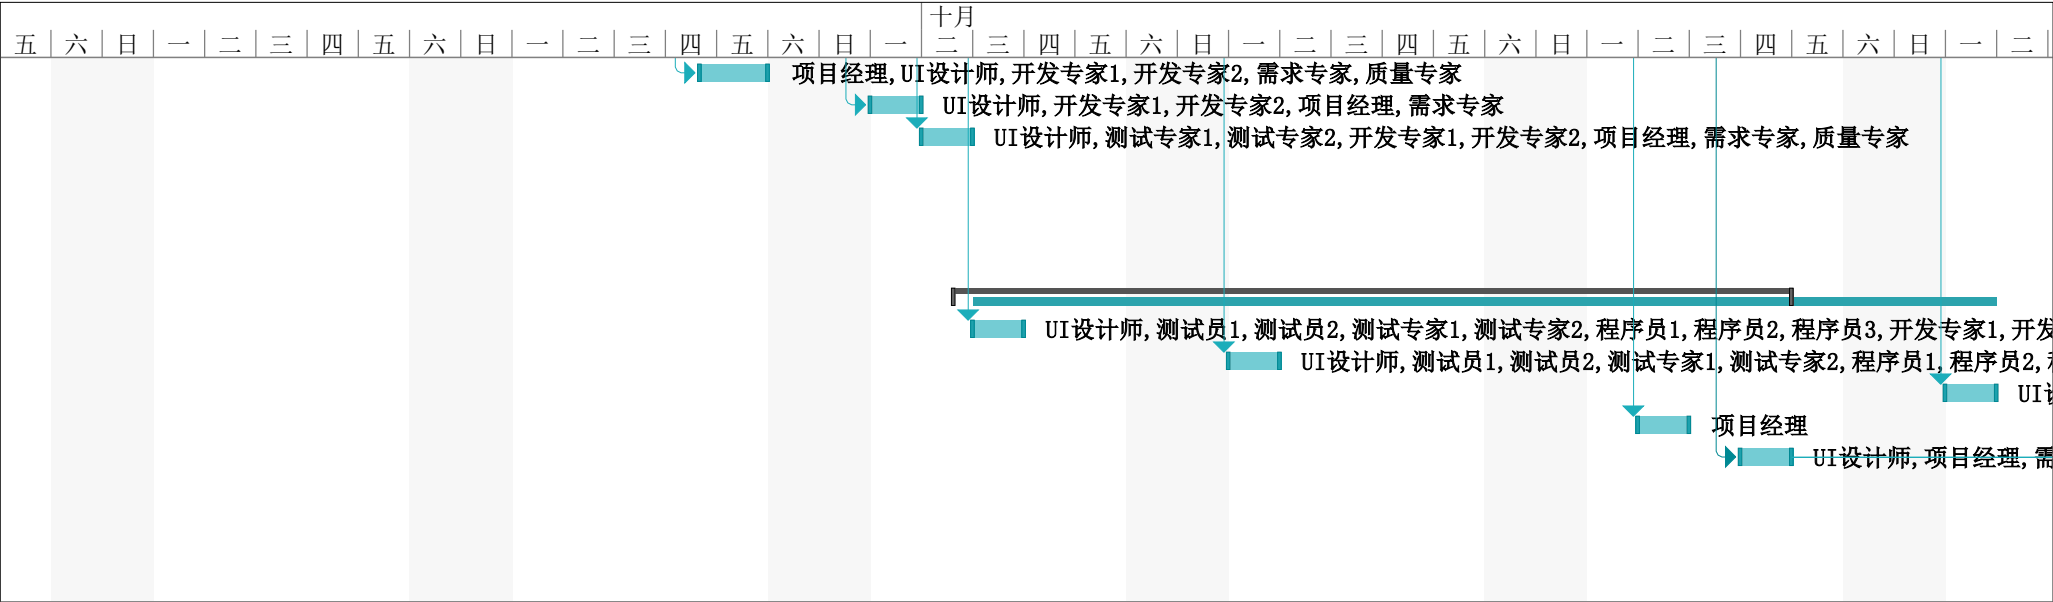 十月
五 六 日 一 二 三 四 五 六 日 一 二 三 四 五 六 日 一 二 三 四 五 六 日 一 二 三 四 五 六 日 一 二 三 四 五 六 日 一 二
项目经理,UI设计师,开发专家1,开发专家2,需求专家,质量专家
UI设计师,开发专家1,开发专家2,项目经理,需求专家
UI设计师,测试专家1,测试专家2,开发专家1,开发专家2,项目经理,需求专家,质量专家
UI设计师,测试员1,测试员2,测试专家1,测试专家2,程序员1,程序员2,程序员3,开发专家1,开发
UI设计师,测试员1,测试员2,测试专家1,测试专家2,程序员1,程序员2,
UI
项目经理
UI设计师,项目经理,需